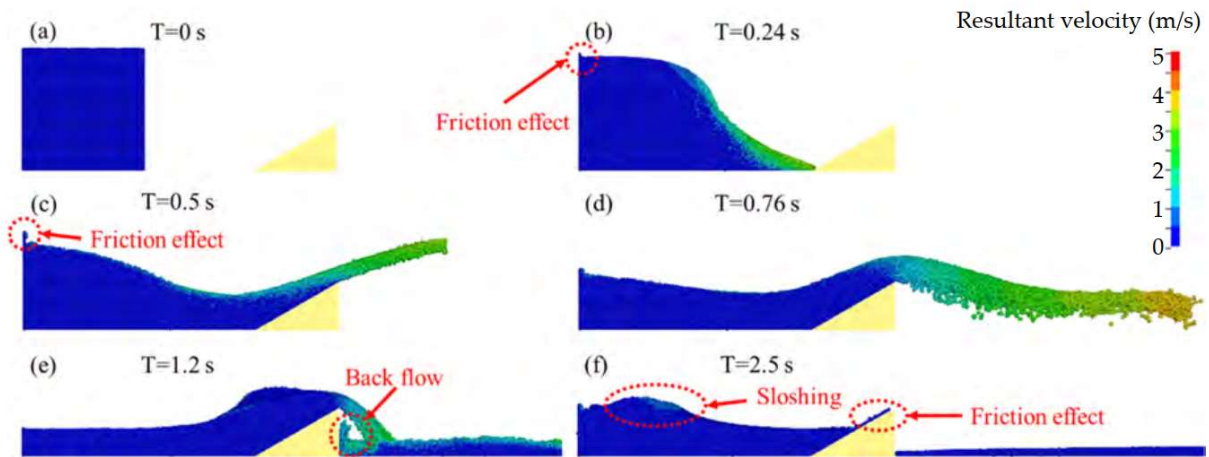 (a)
T=0 s
(b)
T=0.24 s
Resultant velocity (m/s)
5
4
3
2
1
0
Friction effect
(c)
T=0.5 s
Friction effect
(d)
T=0.76 s
(e)
T=1.2 s
Back flow
(f)
T=2.5 s
Sloshing
Friction effect